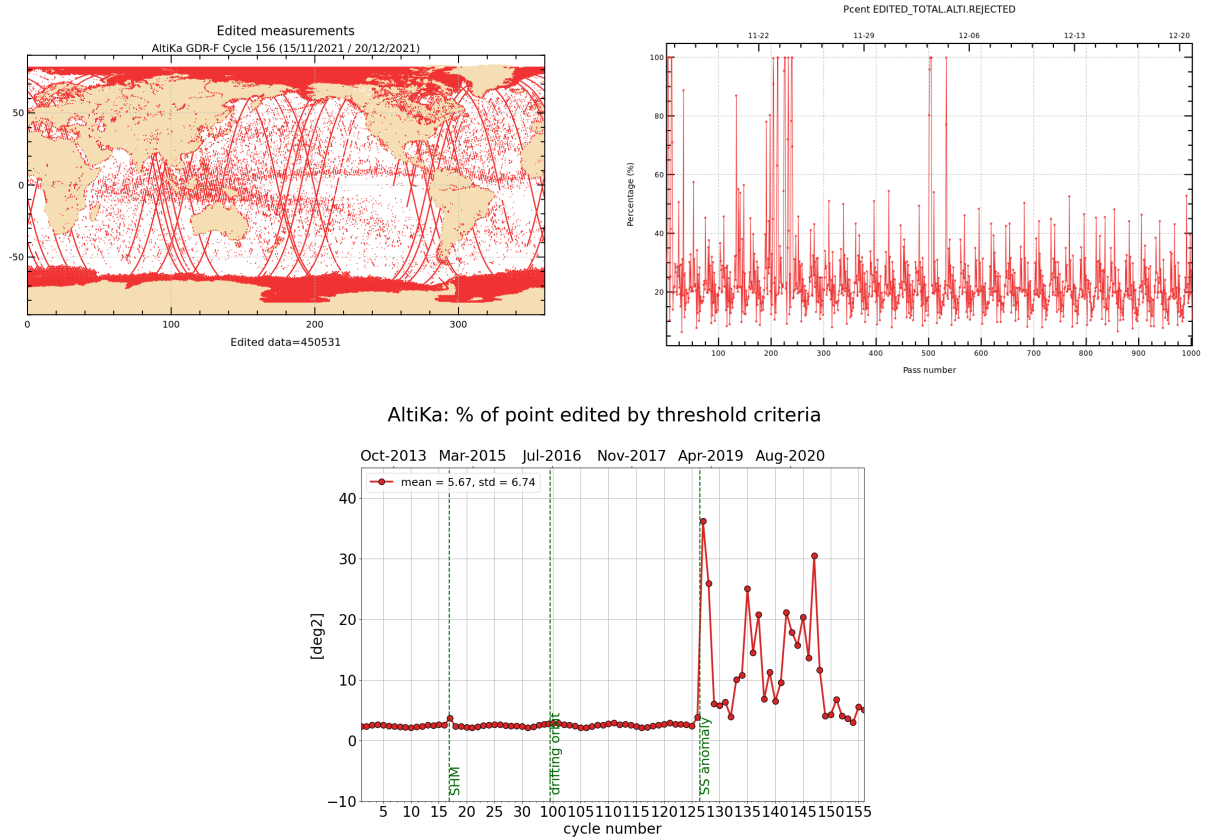 Edited measurements
AltiKa GDR-F Cycle 156 (15/11/2021 / 20/12/2021)
50
0
-50
0 100 200 300
Edited data=450531
Pcent EDITED_TOTAL.ALTI.REJECTED
11-22 11-29 12-06 12-13 12-20
100
80
60
40
20
Percentage (%)
100 200 300 400 500 600 700 800 900 1000
Pass number
AltiKa: % of point edited by threshold criteria
Oct-2013 Mar-2015 Jul-2016 Nov-2017 Apr-2019 Aug-2020
mean = 5.67, std = 6.74
40
30
20
10
0
−10
[deg2]
SHM
drifting orbit
SS anomaly
5 10 15 20 25 30 100 105 110 115 120 125 130 135 140 145 150 155
cycle number